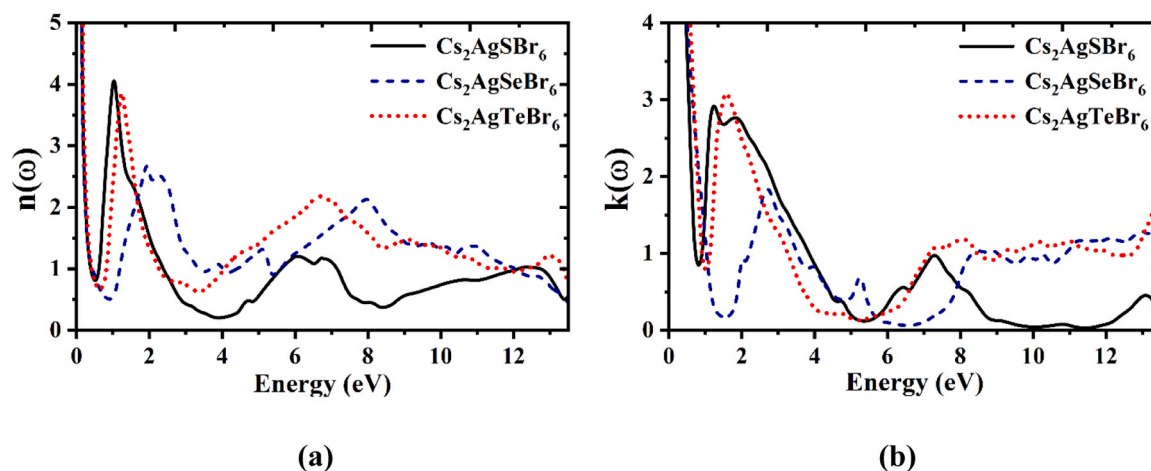 5
4
3
2
1
0
n(ω)
Cs₂AgSBr₆
Cs₂AgSeBr₆
Cs₂AgTeBr₆
0 2 4 6 8 10 12
Energy (eV)
(a)
4
3
2
1
0
k(ω)
Cs₂AgSBr₆
Cs₂AgSeBr₆
Cs₂AgTeBr₆
0 2 4 6 8 10 12
Energy (eV)
(b)